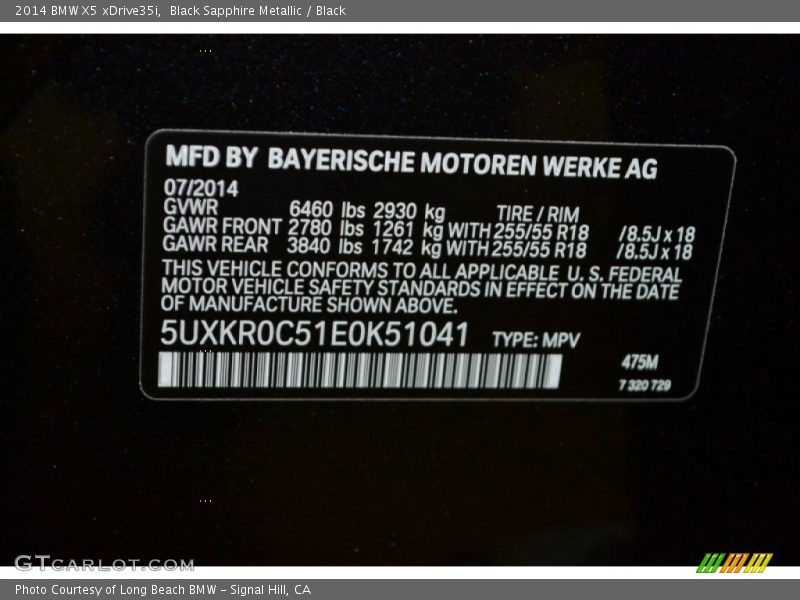 2014 BMW X5 xDrive35i,  Black Sapphire Metallic / Black
MFD BY BAYERISCHE MOTOREN WERKE AG
07/2014
GVWR 6460 lbs 2930 kg TIRE / RIM
GAWR FRONT 2780 lbs 1261 kg WITH 255/55 R18 /8.5J x 18
GAWR REAR 3840 lbs 1742 kg WITH 255/55 R18 /8.5J x 18
THIS VEHICLE CONFORMS TO ALL APPLICABLE U. S. FEDERAL
MOTOR VEHICLE SAFETY STANDARDS IN EFFECT ON THE DATE
OF MANUFACTURE SHOWN ABOVE.
5UXKR0C51E0K51041 TYPE: MPV
475M
7 320 729
GTCARLOT.COM
Photo Courtesy of Long Beach BMW - Signal Hill, CA